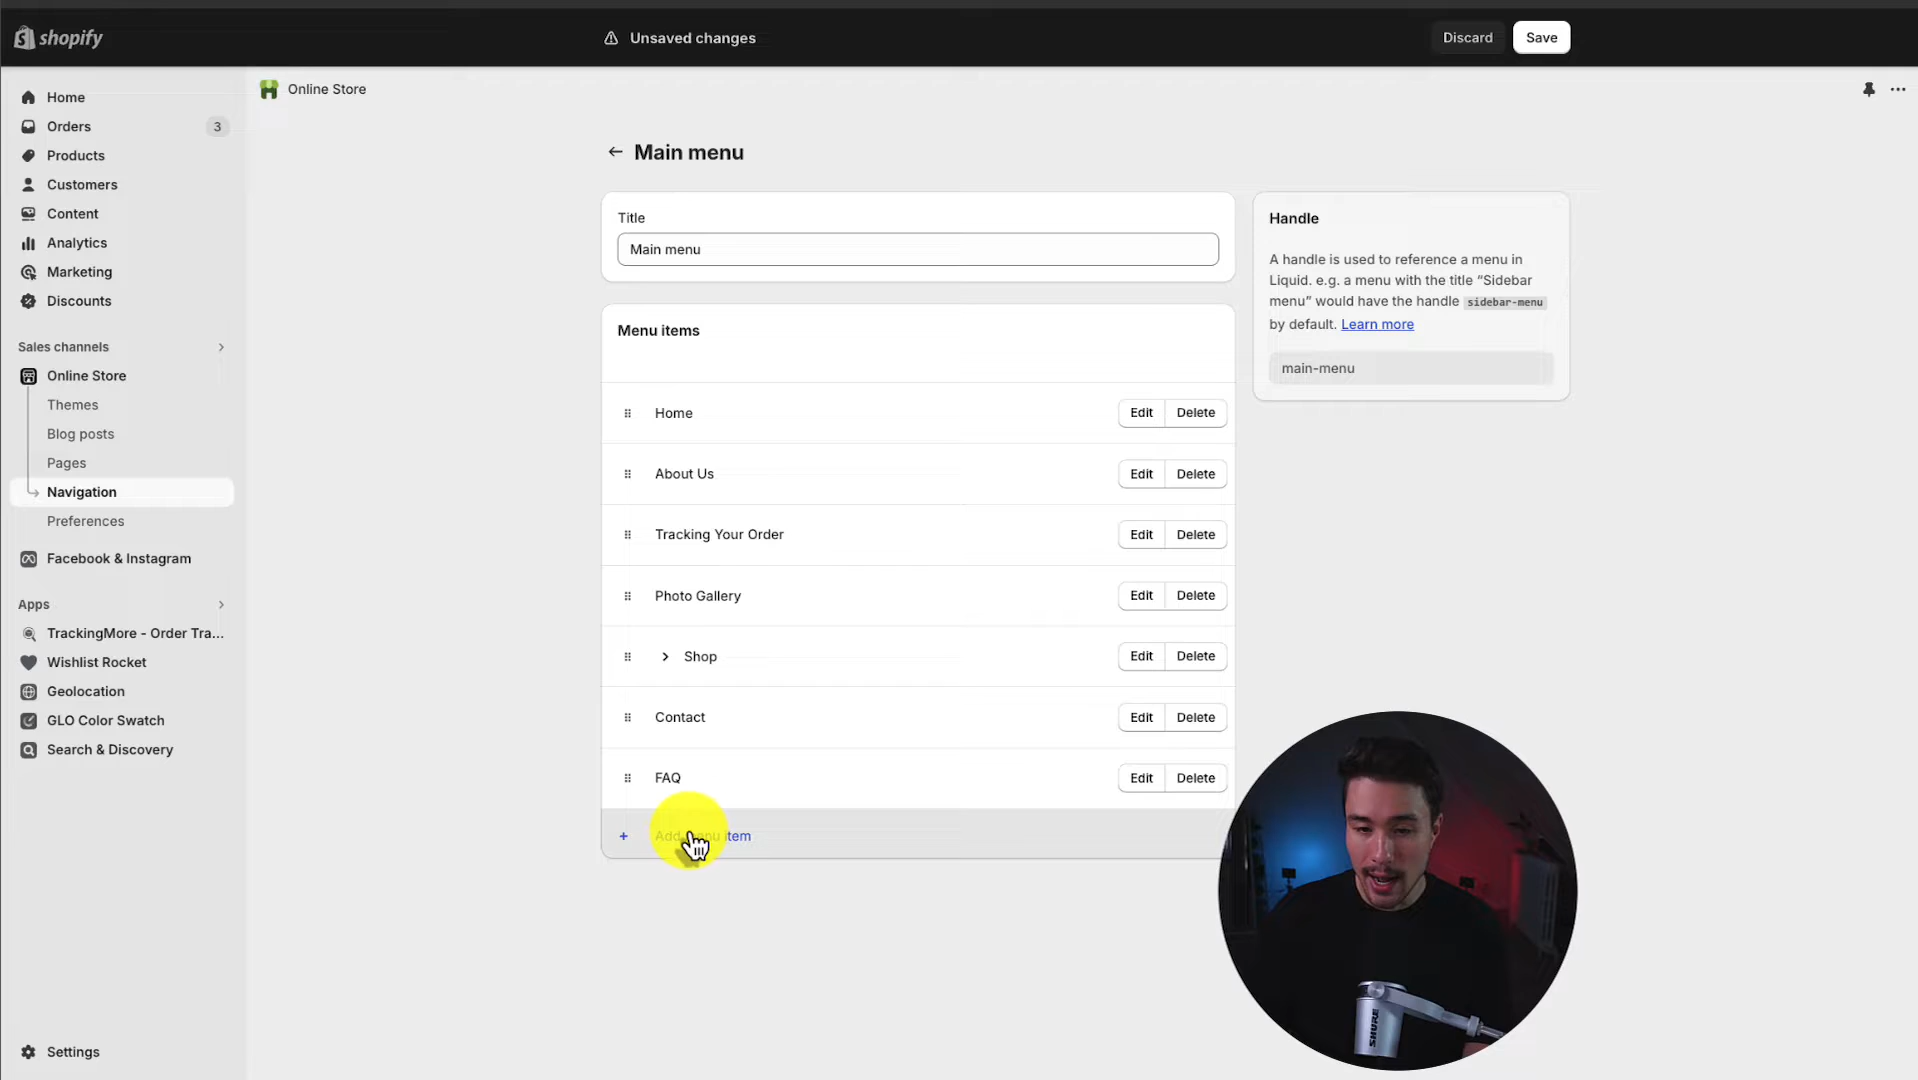 shopify
Unsaved changes
Discard
Save
Home
Orders
3
Products
Customers
Content
Analytics
Marketing
Discounts
Sales channels
Online Store
Themes
Blog posts
Pages
Navigation
Preferences
Facebook & Instagram
Apps
TrackingMore - Order Tra...
Wishlist Rocket
Geolocation
GLO Color Swatch
Search & Discovery
Settings
Online Store
Main menu
Title
Main menu
Menu items
Home
Edit
Delete
About Us
Edit
Delete
Tracking Your Order
Edit
Delete
Photo Gallery
Edit
Delete
Shop
Edit
Delete
Contact
Edit
Delete
FAQ
Edit
Delete
+ Add menu item
Handle
A handle is used to reference a menu in
Liquid. e.g. a menu with the title “Sidebar
menu” would have the handle sidebar-menu
by default. Learn more
main-menu
SHURE